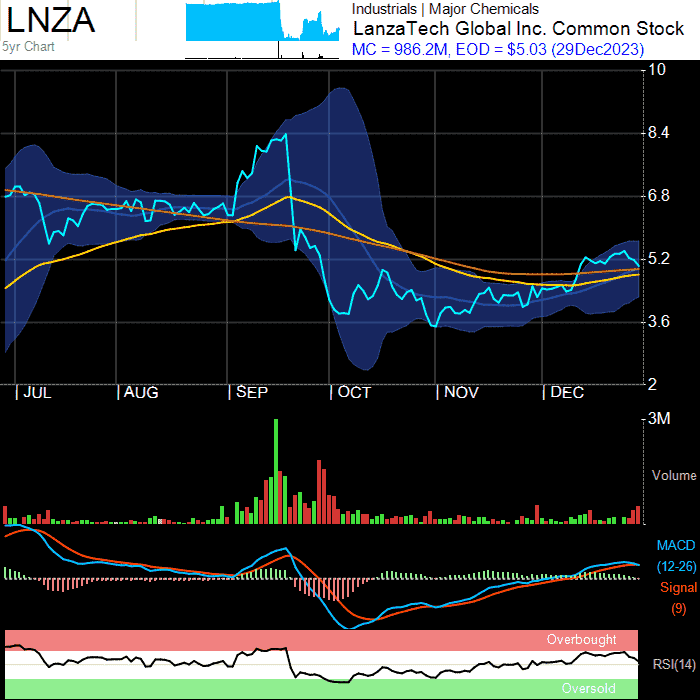 LNZA
5yr Chart
Industrials | Major Chemicals
LanzaTech Global Inc. Common Stock
MC = 986.2M, EOD = $5.03 (29Dec2023)
10
8.4
6.8
5.2
3.6
2
| JUL | AUG | SEP | OCT | NOV | DEC
3M
Volume
MACD
(12-26)
Signal
(9)
Overbought
RSI(14)
Oversold